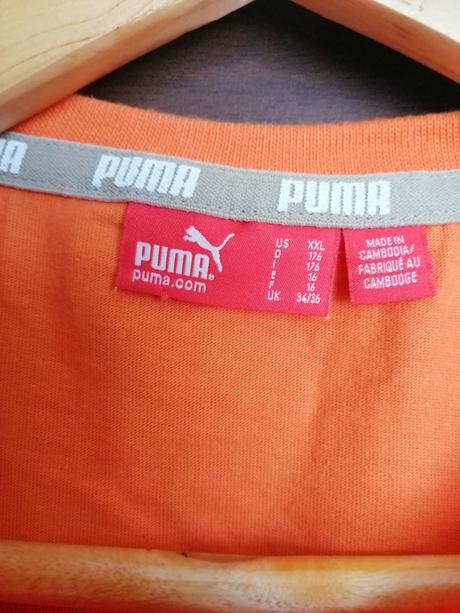 PUMA PUMA
PUMA®
puma.com
US XXL
D 176
I 176
E 16
F 16
UK 34/36
MADE IN
CAMBODIA/
FABRIQUÉ AU
CAMBODGE